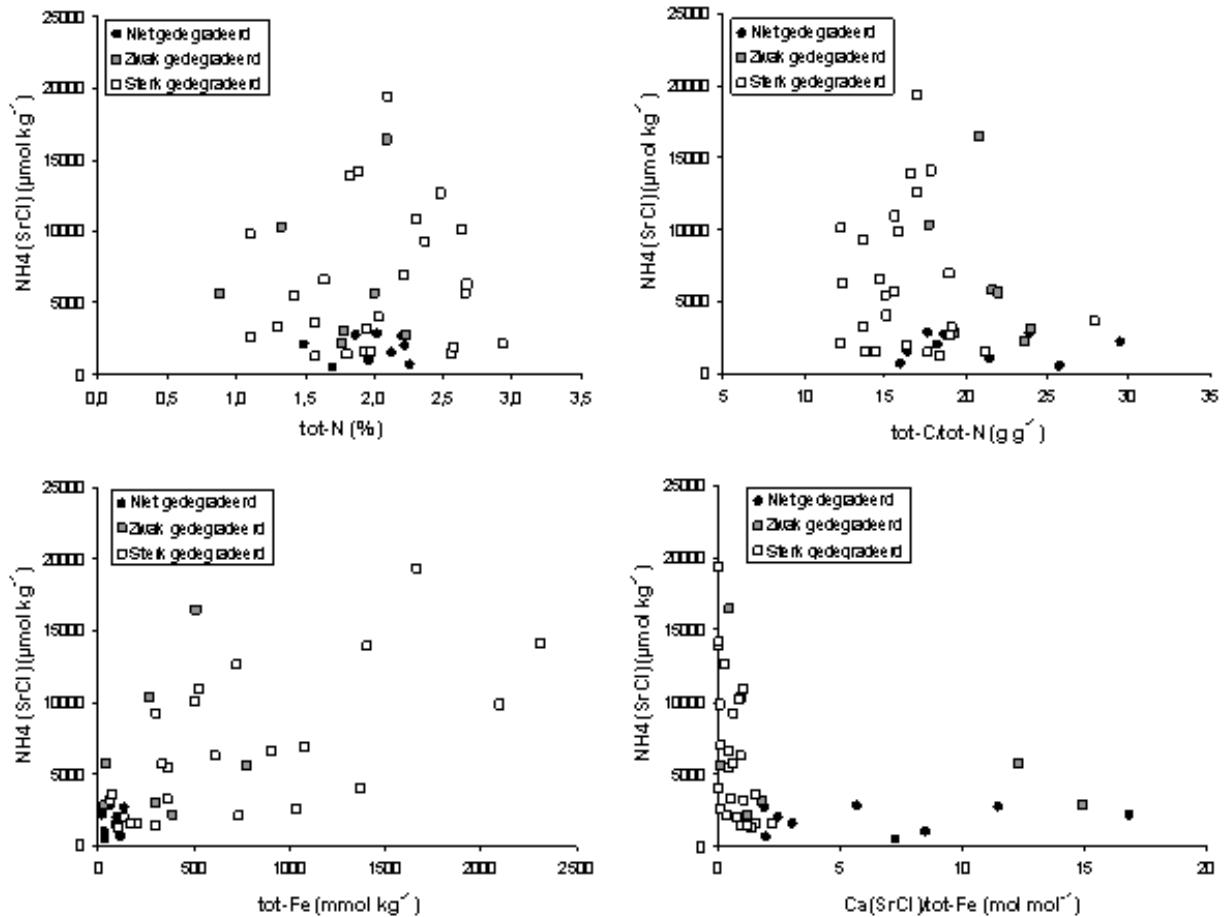 NH4 (SrCl) (µmol kg⁻¹)
25000
20000
15000
10000
5000
0
Niet gedegradeerd
Zwak gedegradeerd
Sterk gedegradeerd
0,0 0,5 1,0 1,5 2,0 2,5 3,0 3,5
tot-N (%)
NH4 (SrCl) (µmol kg⁻¹)
25000
20000
15000
10000
5000
0
Niet gedegradeerd
Zwak gedegradeerd
Sterk gedegradeerd
5 10 15 20 25 30 35
tot-C/tot-N (g g⁻¹)
NH4 (SrCl) (µmol kg⁻¹)
25000
20000
15000
10000
5000
0
Niet gedegradeerd
Zwak gedegradeerd
Sterk gedegradeerd
0 500 1000 1500 2000 2500
tot-Fe (mmol kg⁻¹)
NH4 (SrCl) (µmol kg⁻¹)
25000
20000
15000
10000
5000
0
Niet gedegradeerd
Zwak gedegradeerd
Sterk gedegradeerd
0 5 10 15 20
Ca(SrCl)/tot-Fe (mol mol⁻¹)